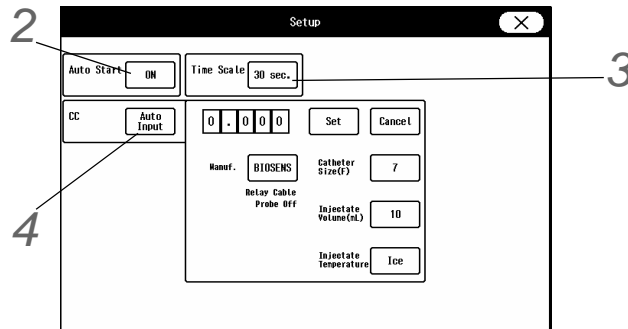 Setup
2
3
4
Auto Start
ON
Time Scale
30 sec.
CC
Auto
Input
0 . 0 0 0
Set
Cancel
Manuf.
BIOSENS
Relay Cable
Probe Off
Catheter
Size(F)
7
Injectate
Volume(mL)
10
Injectate
Temperature
Ice